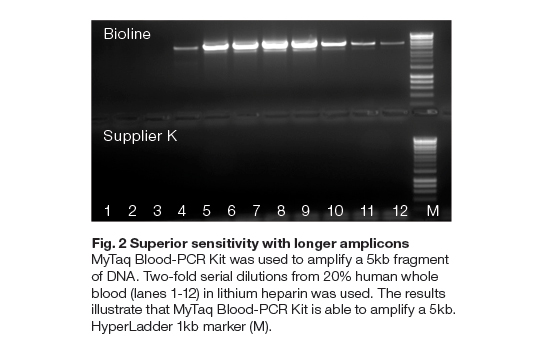 Bioline
Supplier K
1 2 3 4 5 6 7 8 9 10 11 12 M
Fig. 2 Superior sensitivity with longer amplicons
MyTaq Blood-PCR Kit was used to amplify a 5kb fragment
of DNA. Two-fold serial dilutions from 20% human whole
blood (lanes 1-12) in lithium heparin was used. The results
illustrate that MyTaq Blood-PCR Kit is able to amplify a 5kb.
HyperLadder 1kb marker (M).